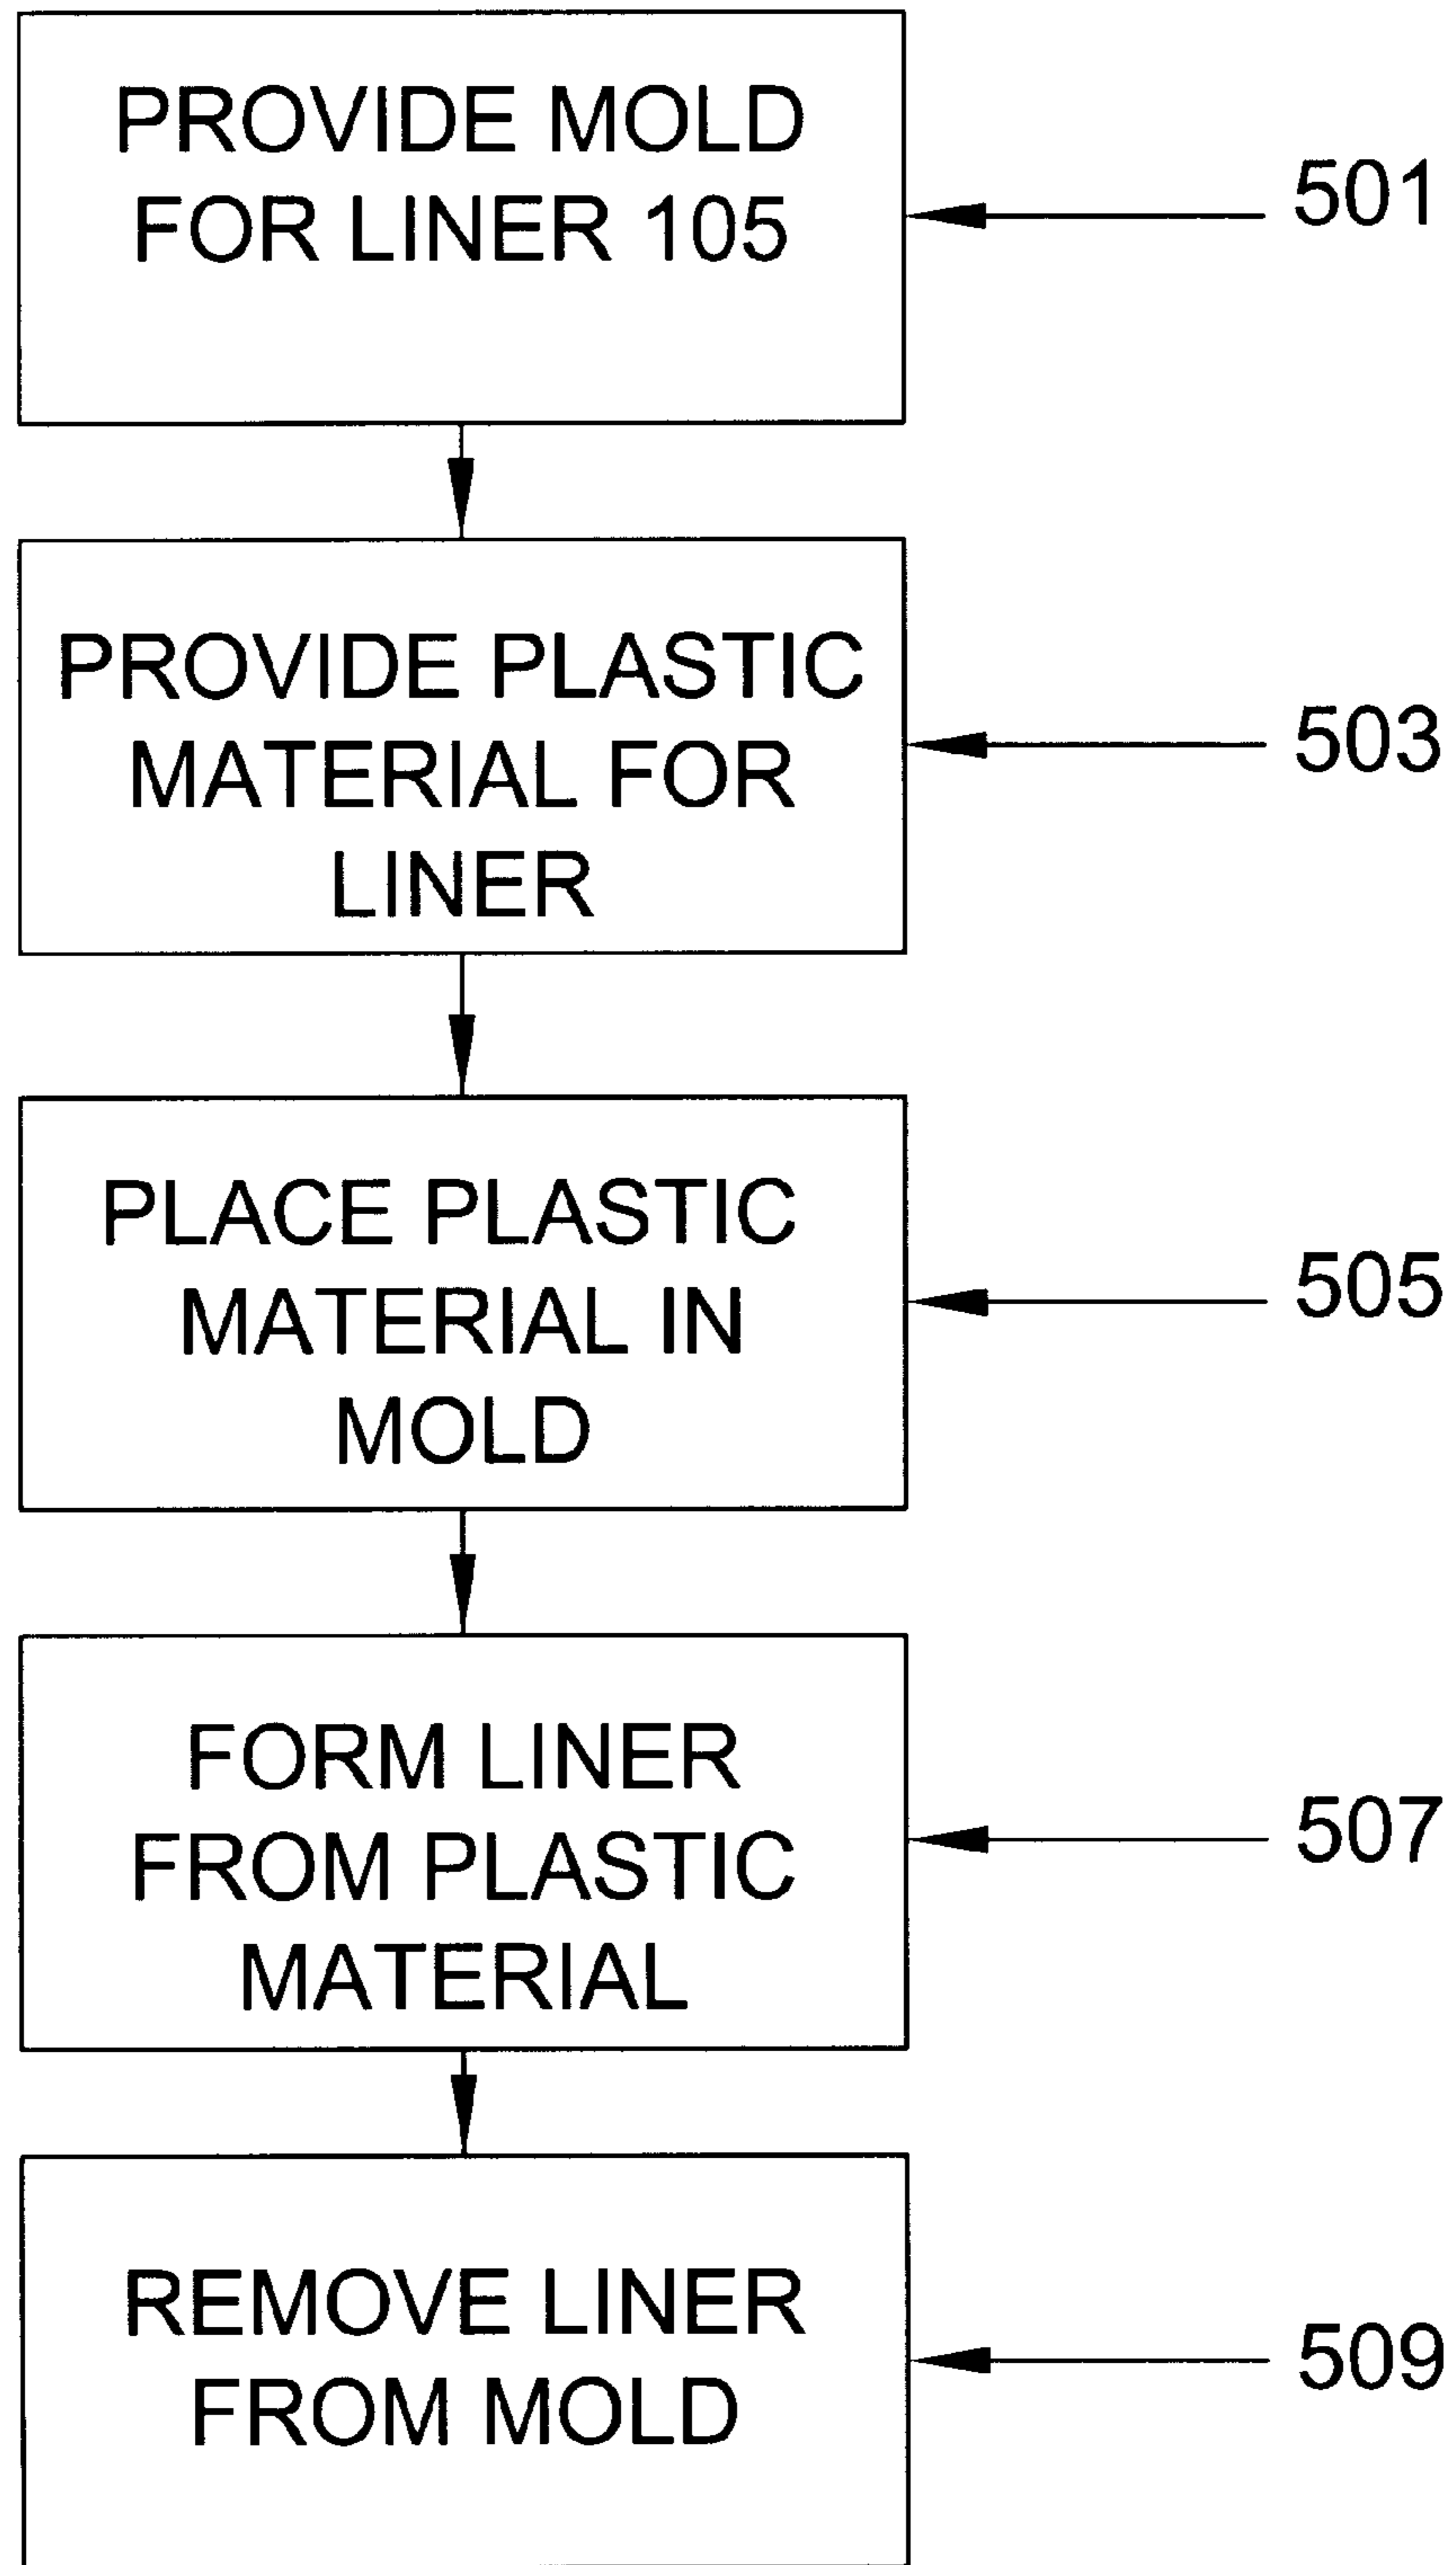 PROVIDE MOLD
FOR LINER 105
501
PROVIDE PLASTIC
MATERIAL FOR
LINER
503
PLACE PLASTIC
MATERIAL IN
MOLD
505
FORM LINER
FROM PLASTIC
MATERIAL
507
REMOVE LINER
FROM MOLD
509